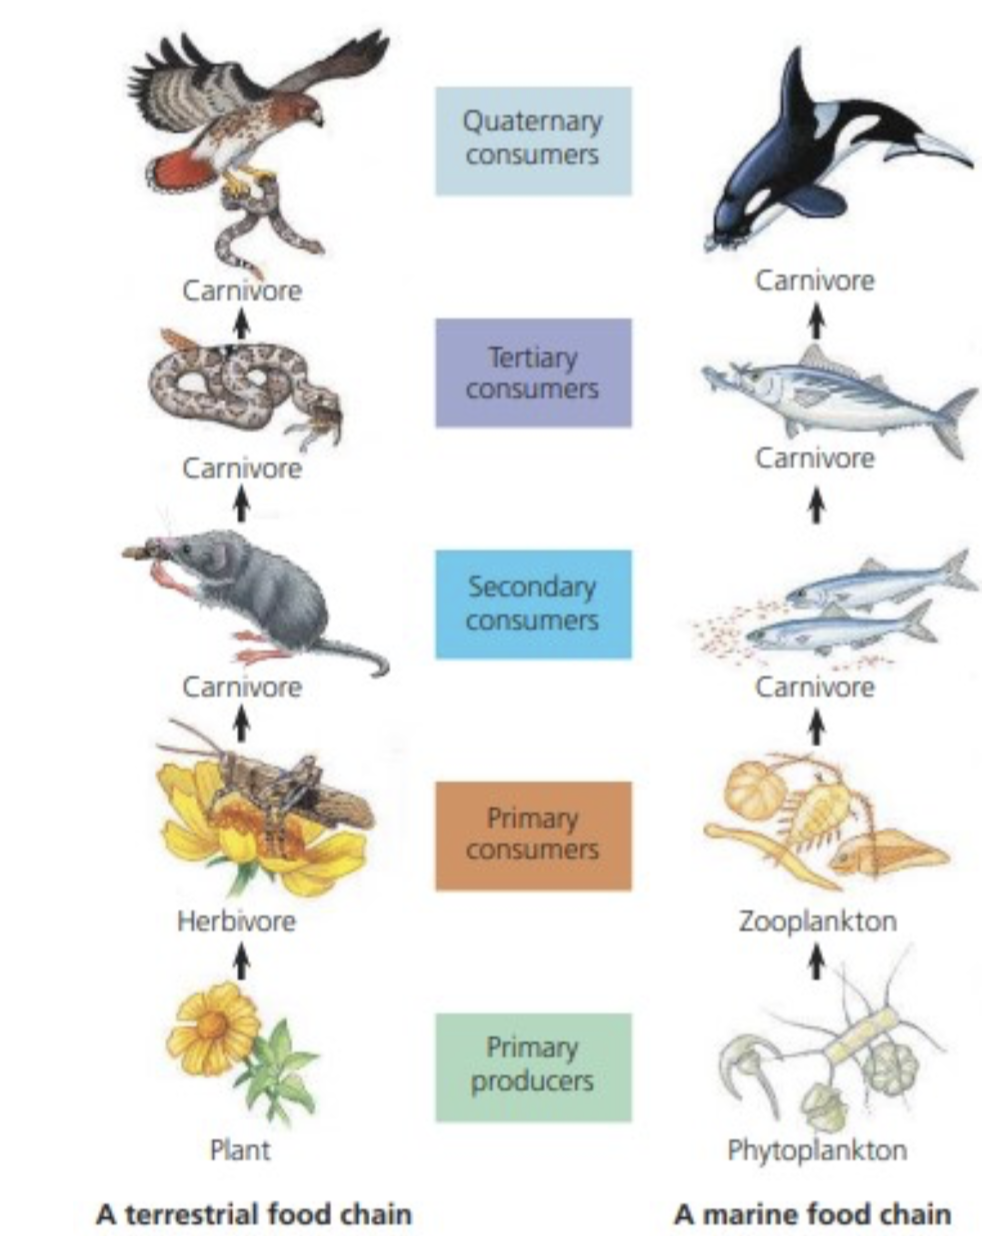 Quaternary
consumers
Carnivore
Carnivore
Tertiary
consumers
Carnivore
Carnivore
Secondary
consumers
Carnivore
Carnivore
Primary
consumers
Herbivore
Zooplankton
Primary
producers
Plant
Phytoplankton
A terrestrial food chain
A marine food chain